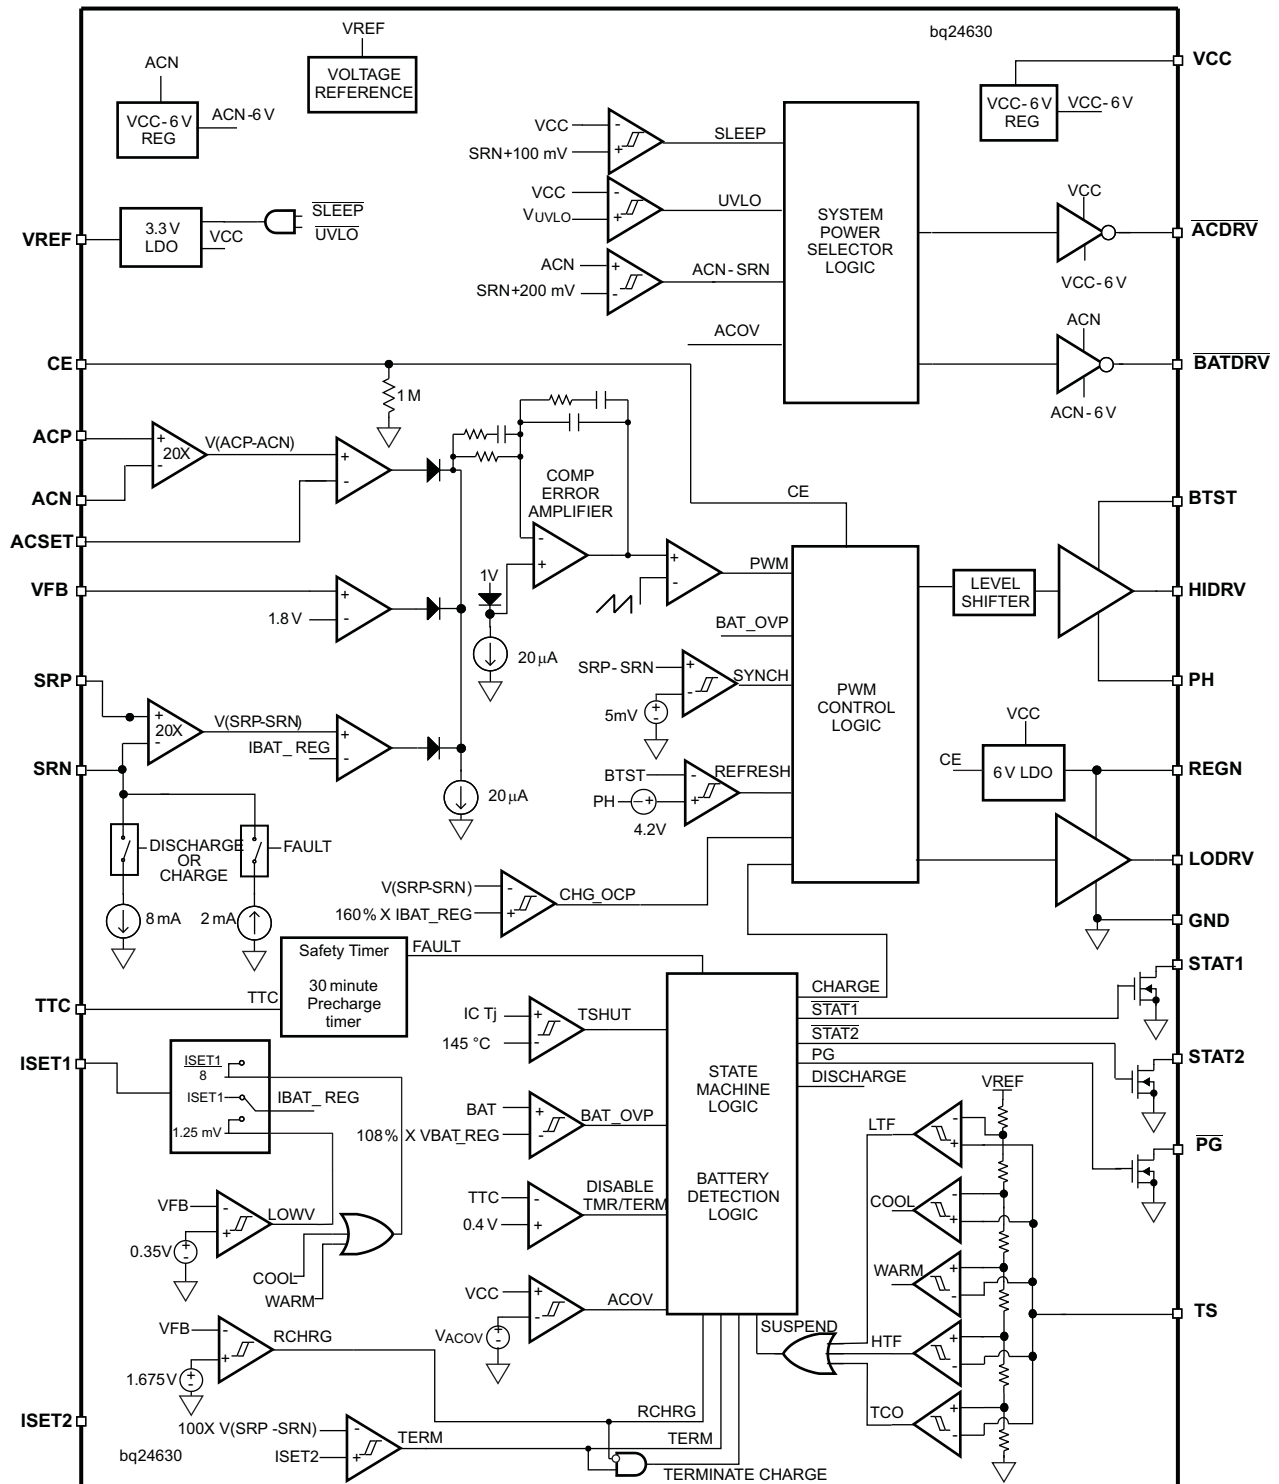 bq24630
VREF
VOLTAGE
REFERENCE
ACN
VCC-6 V
REG
ACN-6 V
VCC
VCC-6 V
REG
VCC-6 V
VCC
SRN+100 mV
SLEEP
VCC
VUVLO
UVLO
ACN
SRN+200 mV
ACN-SRN
ACOV
SYSTEM
POWER
SELECTOR
LOGIC
VCC
VCC-6 V
ACDRV
ACN
ACN-6 V
BATDRV
VREF
3.3 V
LDO
VCC
SLEEP
UVLO
CE
1 M
ACP
20X
V(ACP-ACN)
ACN
ACSET
COMP
ERROR
AMPLIFIER
CE
VFB
1.8 V
1V
20 µA
PWM
BAT_OVP
SRP-SRN
SYNCH
5mV
BTST
PH
4.2V
REFRESH
PWM
CONTROL
LOGIC
LEVEL
SHIFTER
BTST
HIDRV
PH
VCC
CE
6 V LDO
REGN
LODRV
GND
SRP
20X
V(SRP-SRN)
IBAT_ REG
SRN
20 µA
DISCHARGE
OR
CHARGE
FAULT
8 mA
2 mA
V(SRP-SRN)
160% X IBAT_REG
CHG_OCP
Safety Timer
30 minute
Precharge
timer
FAULT
TTC
TTC
ISET1
ISET1
8
ISET1
1.25 mV
IBAT_ REG
IC Tj
145 °C
TSHUT
BAT
108% X VBAT_REG
BAT_OVP
TTC
0.4 V
DISABLE
TMR/TERM
VCC
VACOV
ACOV
STATE
MACHINE
LOGIC
BATTERY
DETECTION
LOGIC
CHARGE
STAT1
STAT2
PG
DISCHARGE
STAT1
STAT2
PG
VREF
LTF
COOL
WARM
HTF
TCO
SUSPEND
TS
VFB
0.35V
LOWV
COOL
WARM
VFB
1.675 V
RCHRG
ISET2
100X V(SRP -SRN)
ISET2
TERM
RCHRG
TERM
TERMINATE CHARGE
bq24630